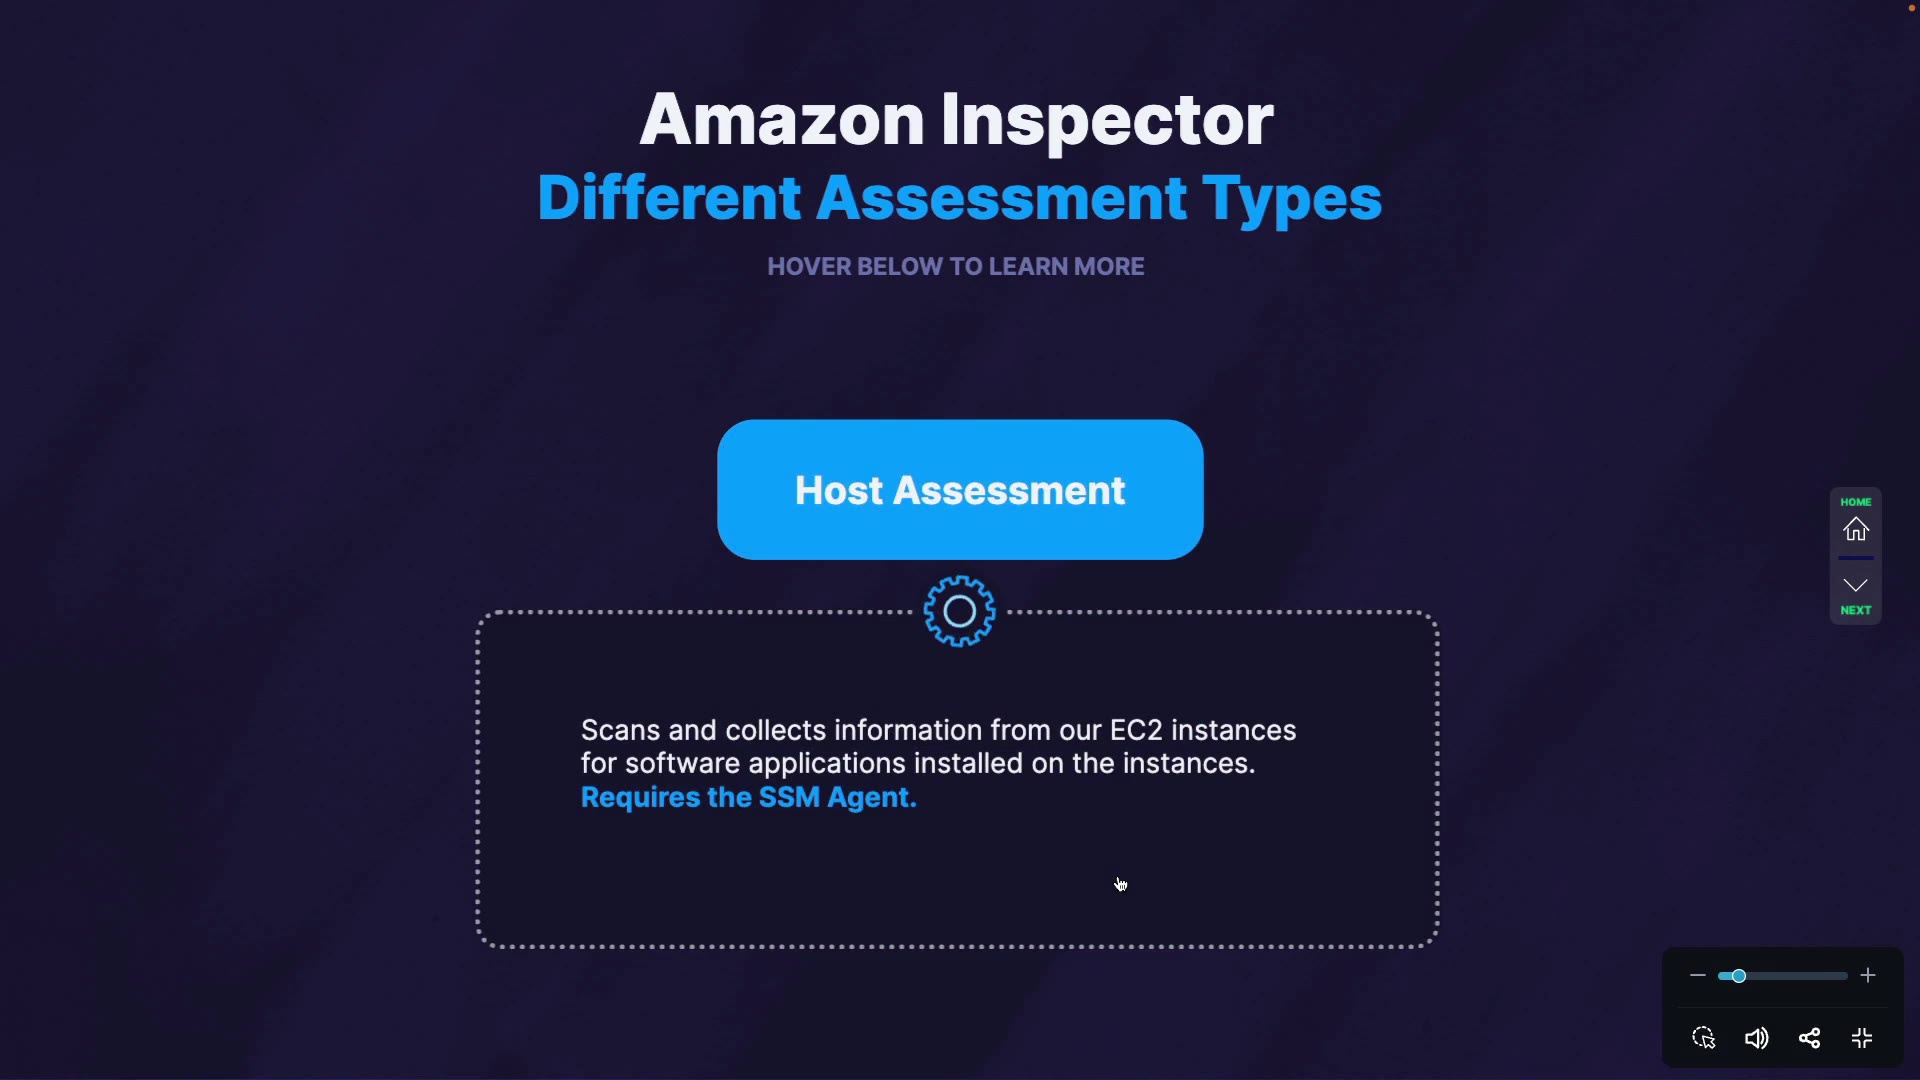 Amazon Inspector
Different Assessment Types
HOVER BELOW TO LEARN MORE
Host Assessment
HOME
NEXT
Scans and collects information from our EC2 instances
for software applications installed on the instances.
Requires the SSM Agent.